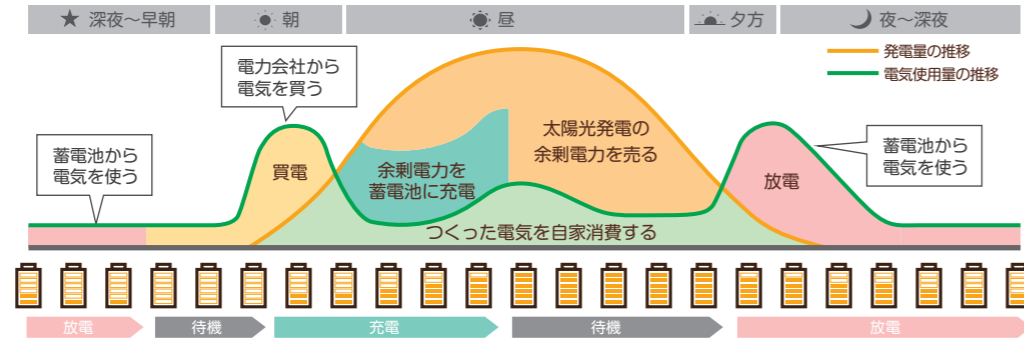 ★ 深夜〜早朝
朝
昼
夕方
夜〜深夜
発電量の推移
電気使用量の推移
電力会社から
電気を買う
蓄電池から
電気を使う
買電
余剰電力を
蓄電池に充電
太陽光発電の
余剰電力を売る
放電
蓄電池から
電気を使う
つくった電気を自家消費する
放電
待機
充電
待機
放電